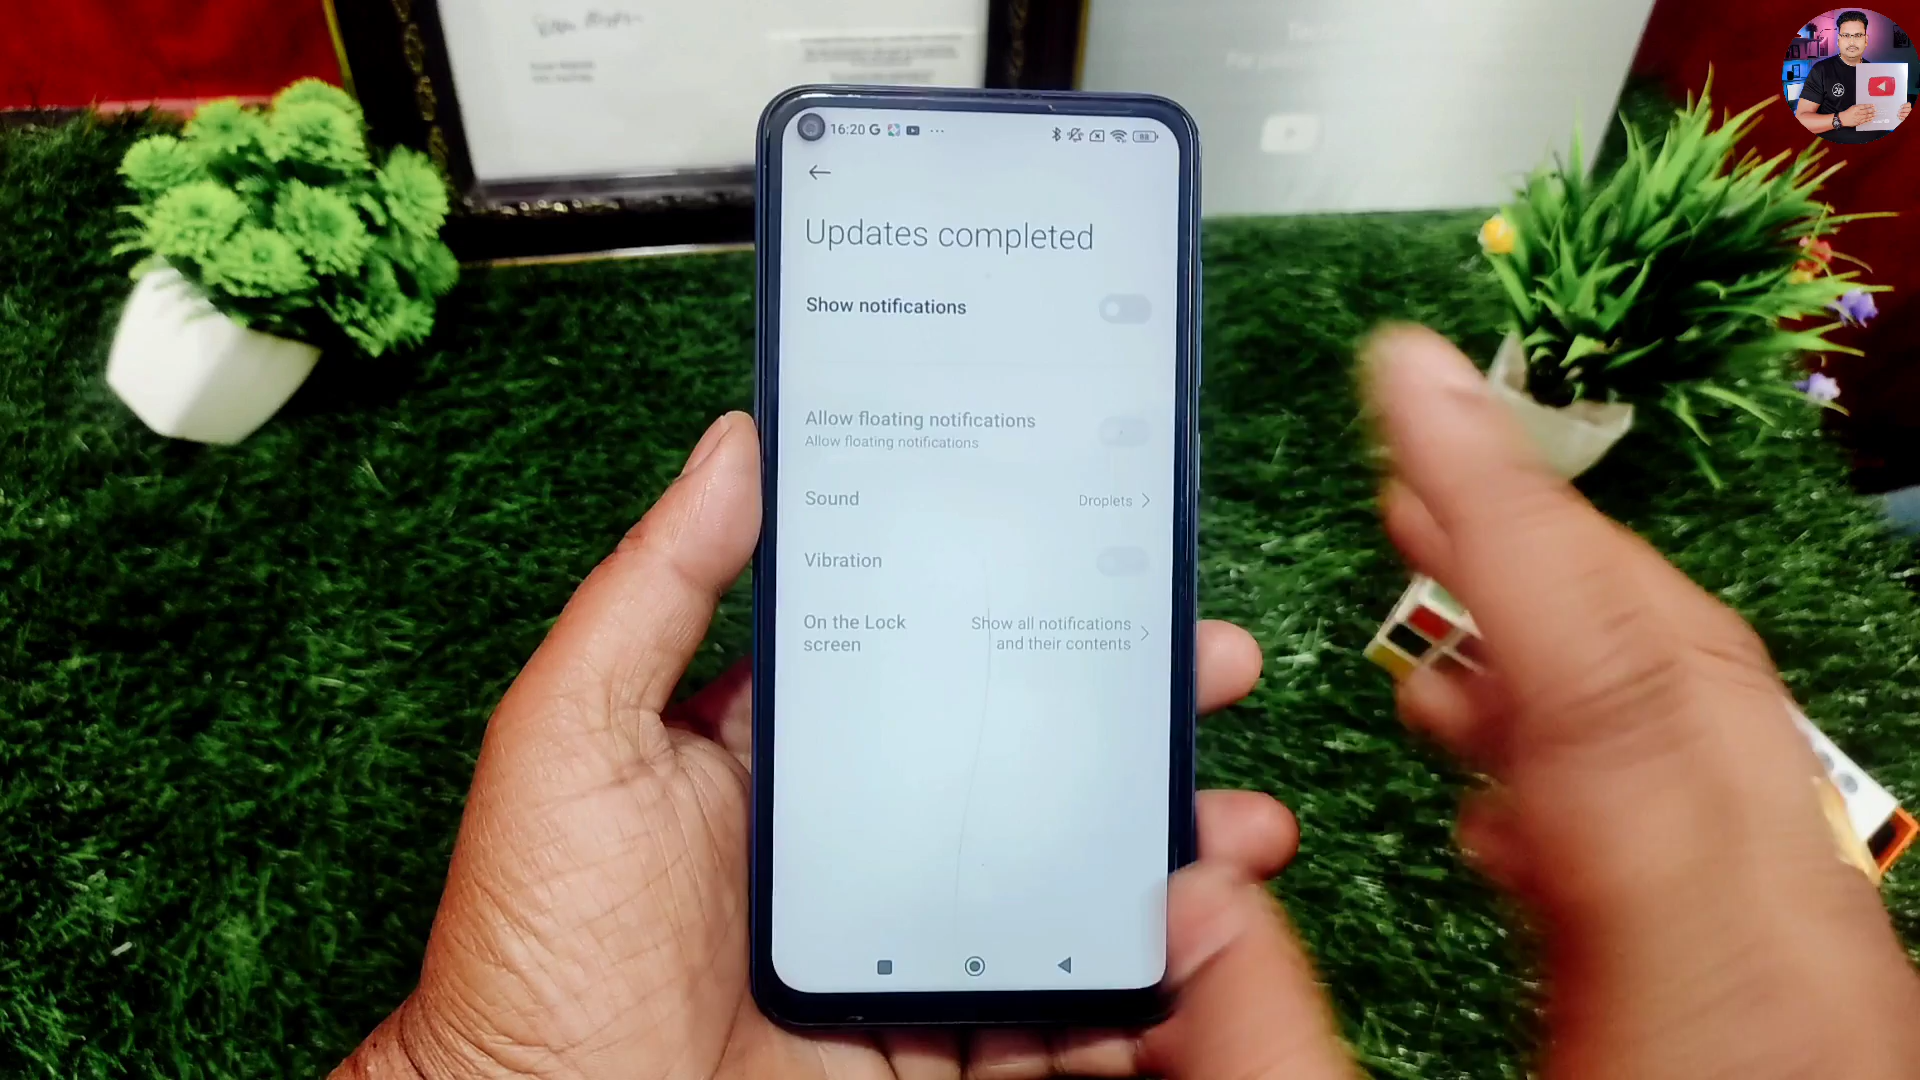 16:20 G
88
Updates completed
Show notifications
Allow floating notifications
Allow floating notifications
Sound
Droplets
Vibration
On the Lock
screen
Show all notifications
and their contents